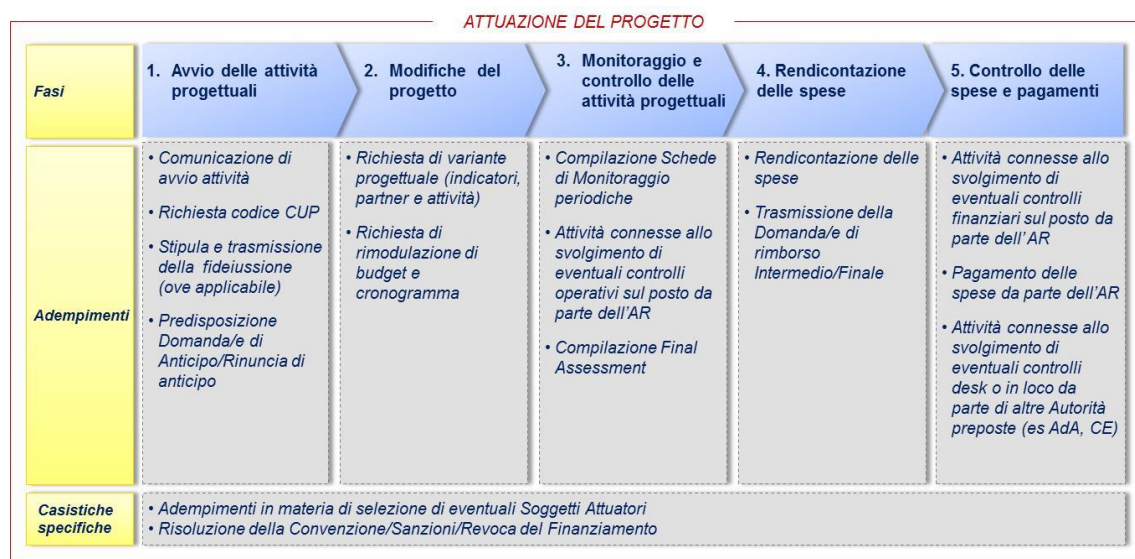 ATTUAZIONE DEL PROGETTO
Fasi
1. Avvio delle attività
progettuali
2. Modifiche del
progetto
3. Monitoraggio e
controllo delle
attività progettuali
4. Rendicontazione
delle spese
5. Controllo delle
spese e pagamenti
Adempimenti
• Comunicazione di
avvio attività
• Richiesta codice CUP
• Stipula e trasmissione
della fideiussione
(ove applicabile)
• Predisposizione
Domanda/e di
Anticipo/Rinuncia di
anticipo
• Richiesta di variante
progettuale (indicatori,
partner e attività)
• Richiesta di
rimodulazione di
budget e
cronogramma
• Compilazione Schede
di Monitoraggio
periodiche
• Attività connesse allo
svolgimento di
eventuali controlli
operativi sul posto da
parte dell'AR
• Compilazione Final
Assessment
• Rendicontazione delle
spese
• Trasmissione della
Domanda/e di
rimborso
Intermedio/Finale
• Attività connesse allo
svolgimento di
eventuali controlli
finanziari sul posto da
parte dell'AR
• Pagamento delle
spese da parte dell'AR
• Attività connesse allo
svolgimento di
eventuali controlli
desk o in loco da
parte di altre Autorità
preposte (es AdA, CE)
Casistiche
specifiche
• Adempimenti in materia di selezione di eventuali Soggetti Attuatori
• Risoluzione della Convenzione/Sanzioni/Revoca del Finanziamento